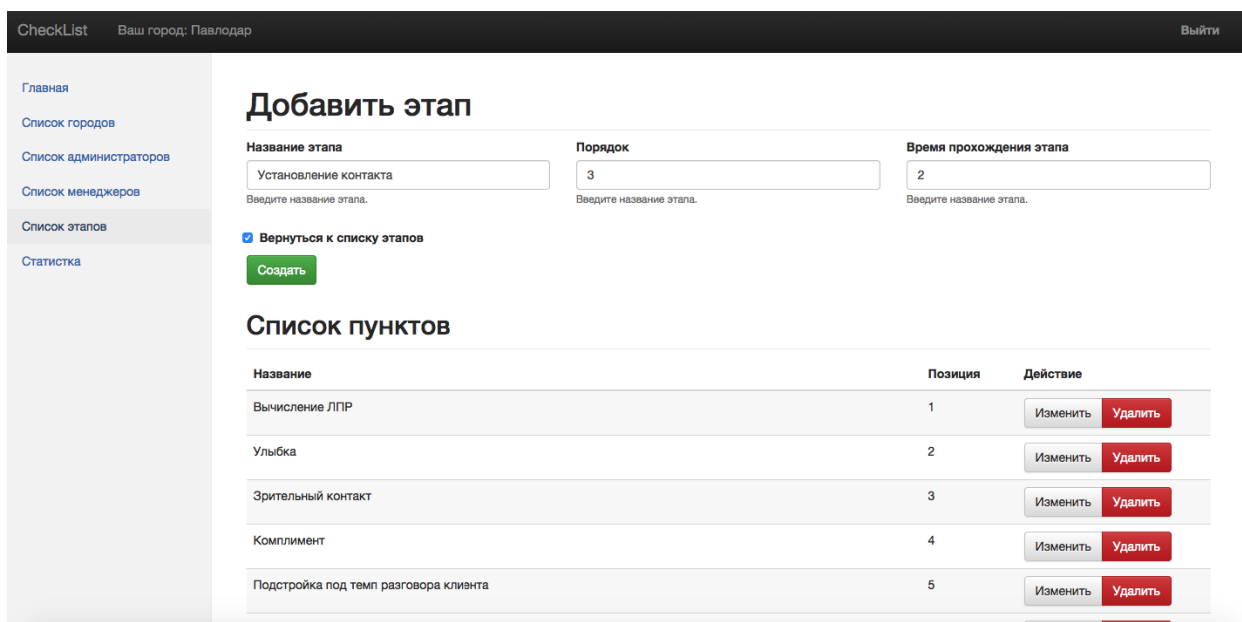 CheckList Ваш город: Павлодар Выйти
Главная
Список городов
Список администраторов
Список менеджеров
Список этапов
Статистка
Добавить этап
Название этапа Порядок Время прохождения этапа
Установление контакта 3 2
Введите название этапа. Введите название этапа. Введите название этапа.
Вернуться к списку этапов
Создать
Список пунктов
Название Позиция Действие
Вычисление ЛПР 1 Изменить Удалить
Улыбка 2 Изменить Удалить
Зрительный контакт 3 Изменить Удалить
Комплимент 4 Изменить Удалить
Подстройка под темп разговора клиента 5 Изменить Удалить